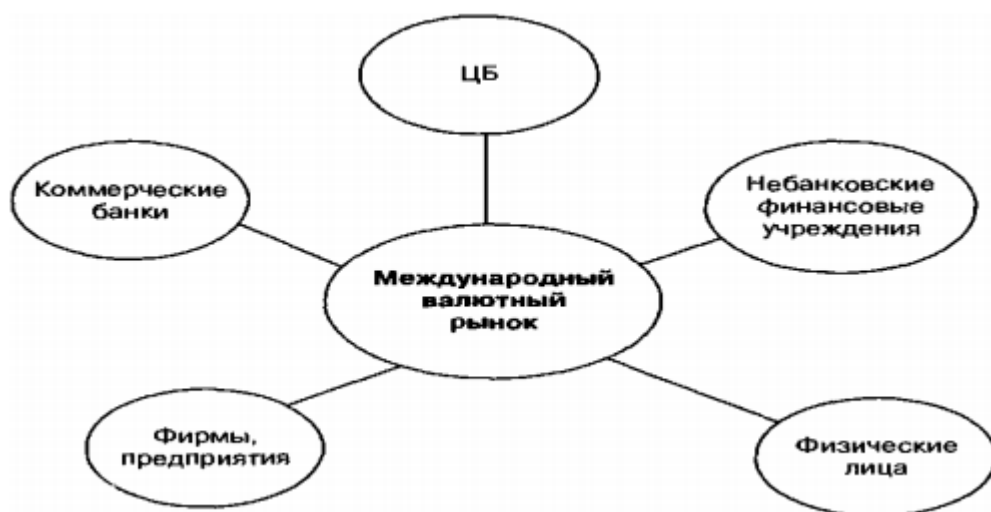 ЦБ
Коммерческие
банки
Небанковские
финансовые
учреждения
Международный
валютный
рынок
Фирмы,
предприятия
Физические
лица